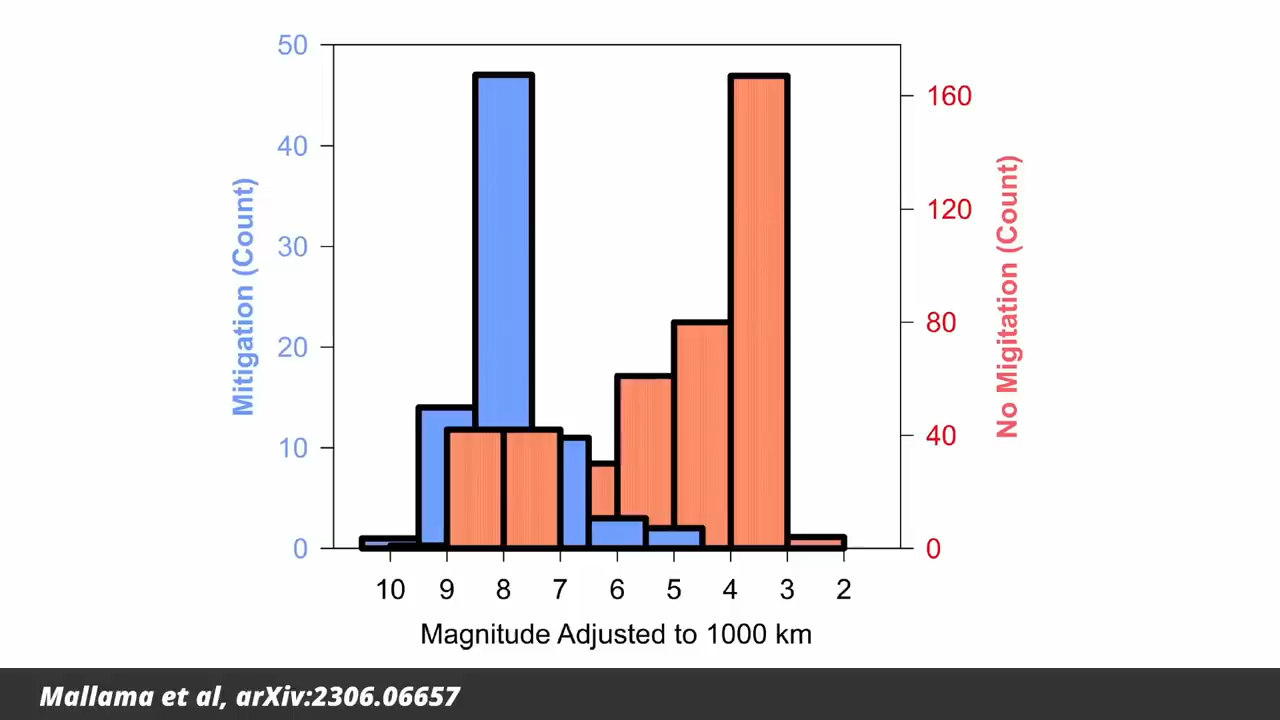 50
40
30
20
10
0
Mitigation (Count)
160
120
80
40
0
No Migitation (Count)
10 9 8 7 6 5 4 3 2
Magnitude Adjusted to 1000 km
Mallama et al, arXiv:2306.06657